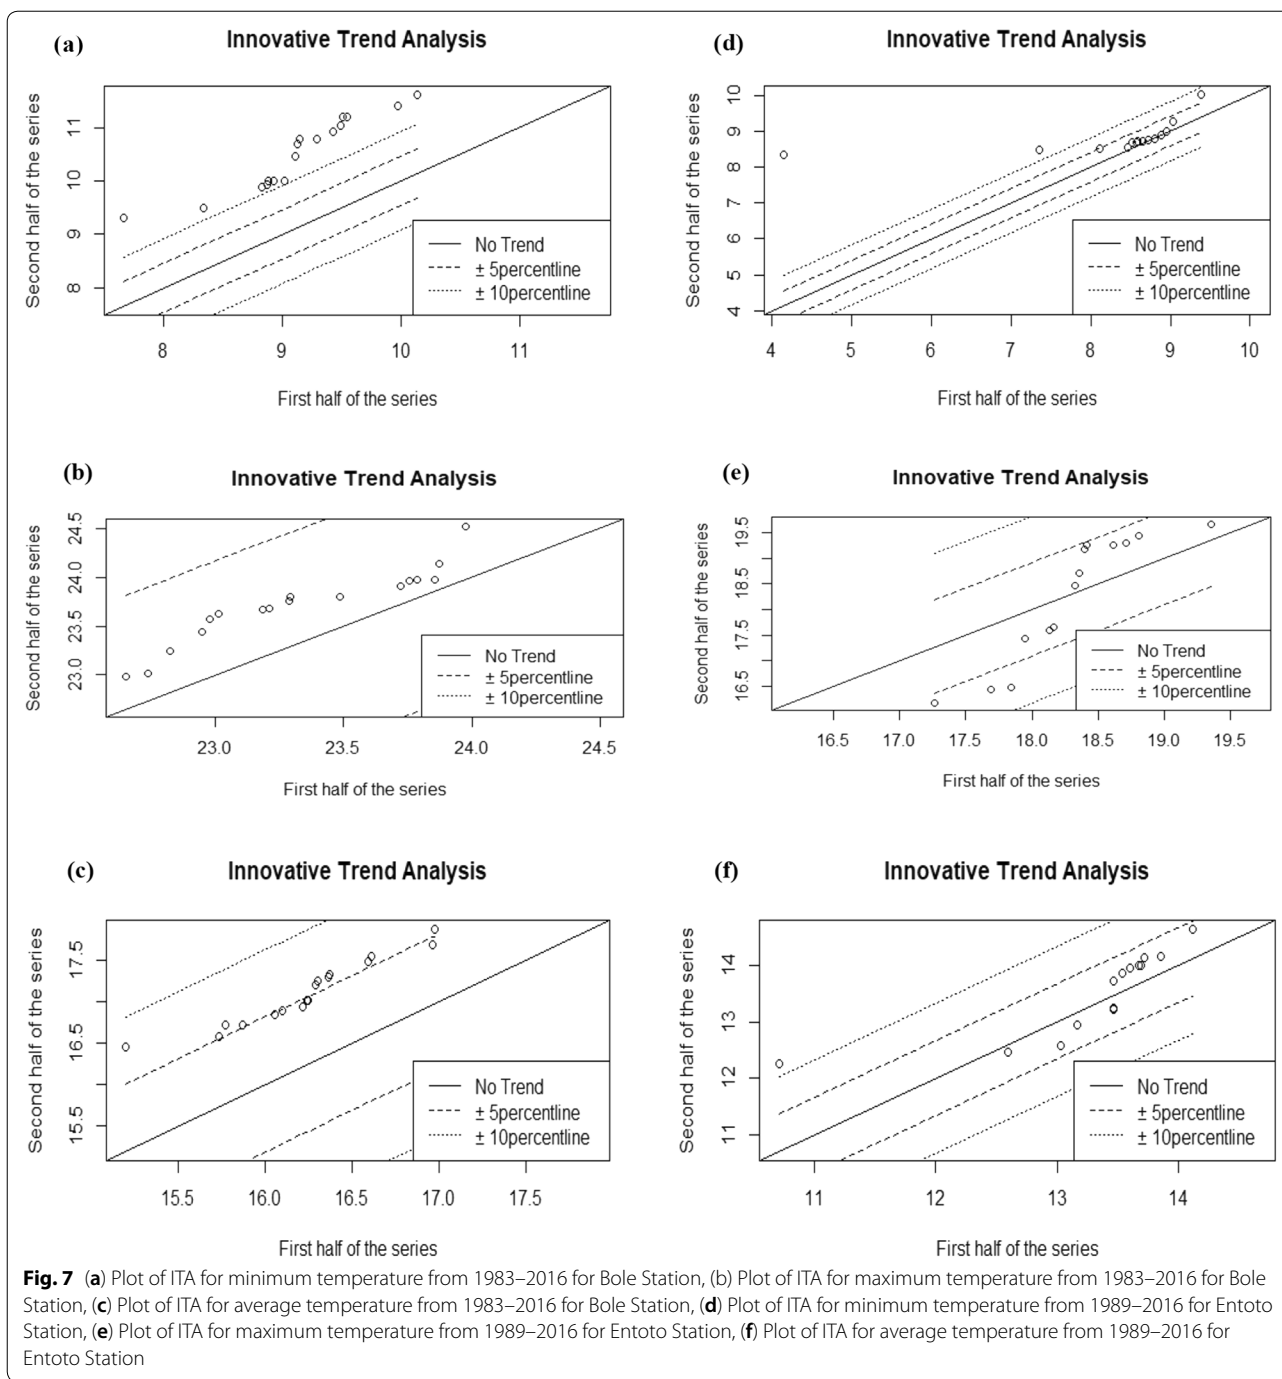 (a)
Innovative Trend Analysis
Second half of the series
8 9 10 11
8 9 10 11
First half of the series
No Trend
± 5percentline
± 10percentline
(d)
Innovative Trend Analysis
Second half of the series
4 5 6 7 8 9 10
4 5 6 7 8 9 10
First half of the series
No Trend
± 5percentline
± 10percentline
(b)
Innovative Trend Analysis
Second half of the series
23.0 23.5 24.0 24.5
23.0 23.5 24.0 24.5
First half of the series
No Trend
± 5percentline
± 10percentline
(e)
Innovative Trend Analysis
Second half of the series
16.5 17.5 18.5 19.5
16.5 17.0 17.5 18.0 18.5 19.0 19.5
First half of the series
No Trend
± 5percentline
± 10percentline
(c)
Innovative Trend Analysis
Second half of the series
15.5 16.5 17.5
15.5 16.0 16.5 17.0 17.5
First half of the series
No Trend
± 5percentline
± 10percentline
(f)
Innovative Trend Analysis
Second half of the series
11 12 13 14
11 12 13 14
First half of the series
No Trend
± 5percentline
± 10percentline
Fig. 7 (a) Plot of ITA for minimum temperature from 1983–2016 for Bole Station, (b) Plot of ITA for maximum temperature from 1983–2016 for Bole
Station, (c) Plot of ITA for average temperature from 1983–2016 for Bole Station, (d) Plot of ITA for minimum temperature from 1989–2016 for Entoto
Station, (e) Plot of ITA for maximum temperature from 1989–2016 for Entoto Station, (f) Plot of ITA for average temperature from 1989–2016 for
Entoto Station